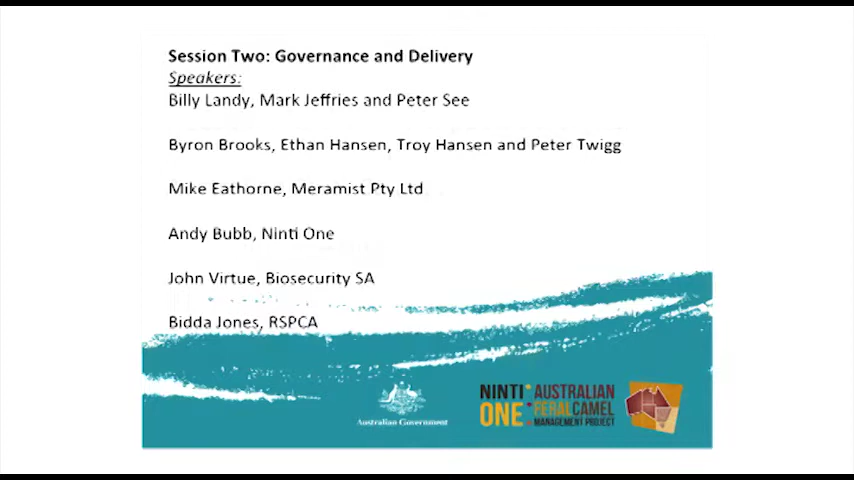 Session Two: Governance and Delivery
Speakers:
Billy Landy, Mark Jeffries and Peter See
Byron Brooks, Ethan Hansen, Troy Hansen and Peter Twigg
Mike Eathorne, Meramist Pty Ltd
Andy Bubb, Ninti One
John Virtue, Biosecurity SA
Bidda Jones, RSPCA
Australian Government
NINTI
ONE
AUSTRALIAN
FERAL CAMEL
MANAGEMENT PROJECT